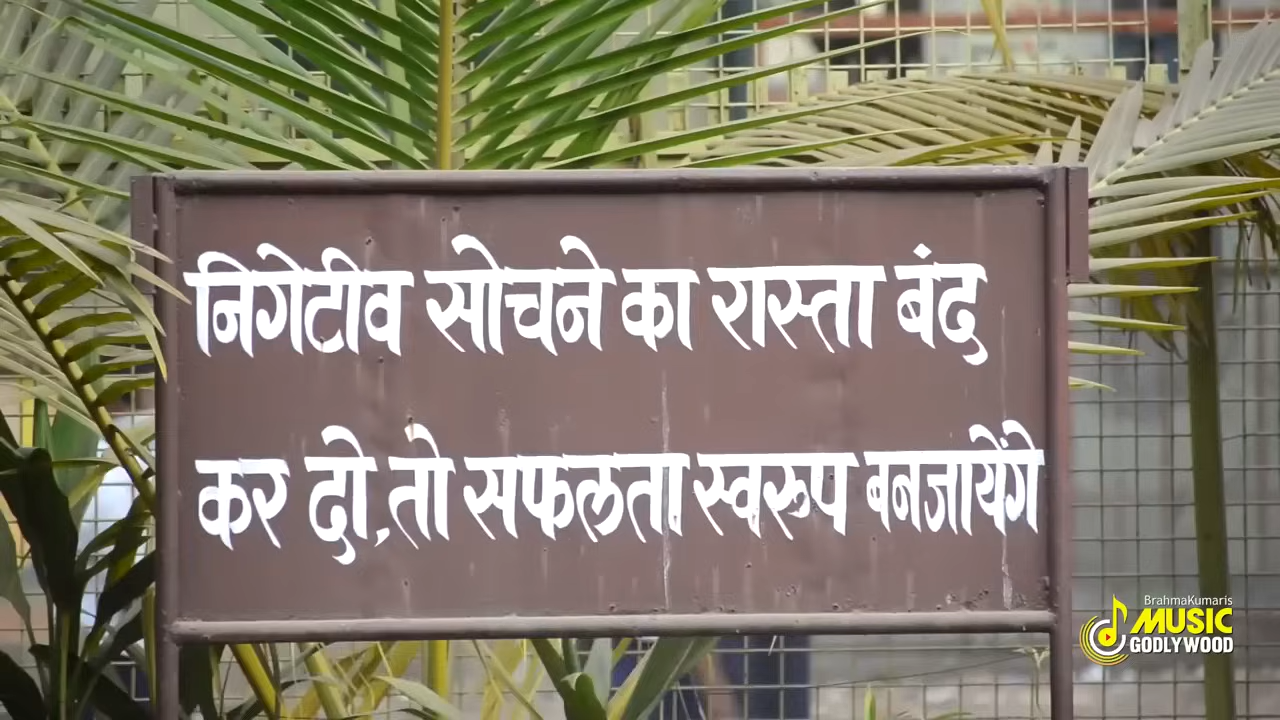 निगेटीव सोचने का रास्ता बंद
कर दो, तो सफलता स्वरुप बनजायेंगे
BrahmaKumaris
MUSIC
GODLYWOOD